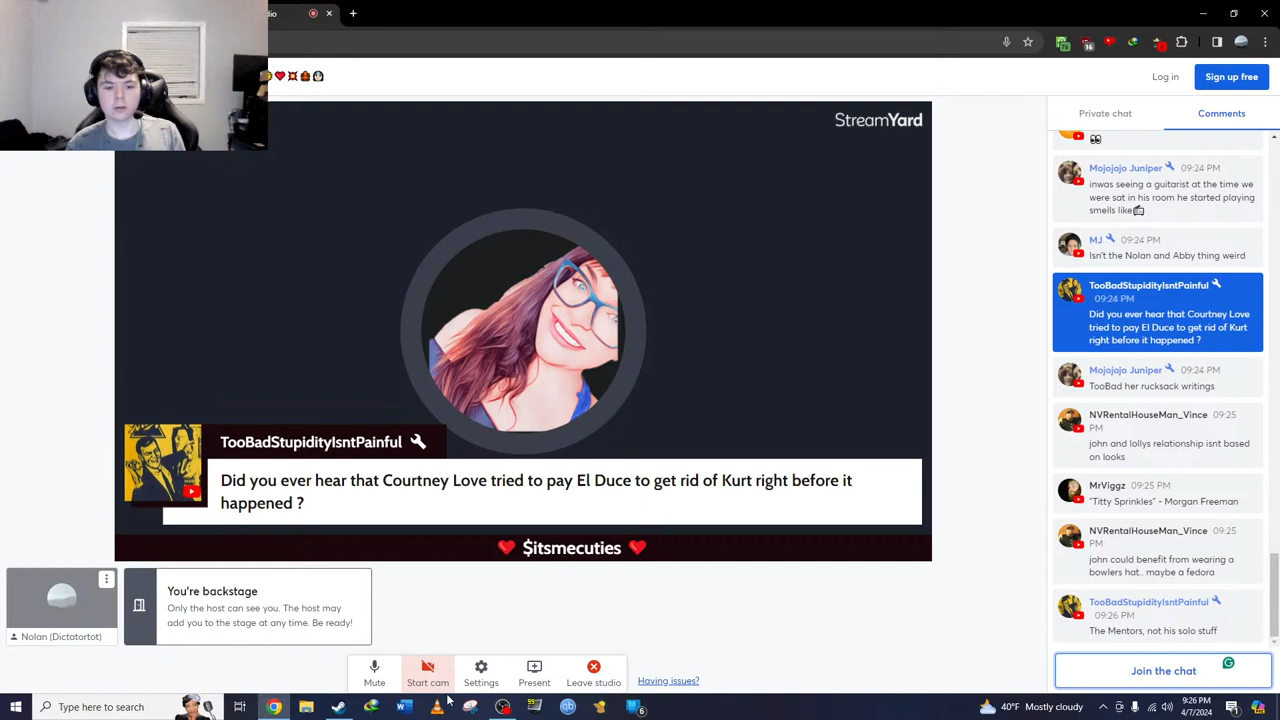 dio
Log in
Sign up free
StreamYard
TooBadStupidityIsntPainful
Did you ever hear that Courtney Love tried to pay El Duce to get rid of Kurt right before it
happened ?
$itsmecuties
Nolan (Dictatortot)
You're backstage
Only the host can see you. The host may
add you to the stage at any time. Be ready!
Mute
Start cam
Settings
Present
Leave studio
Having issues?
Private chat
Comments
Mojojojo Juniper 09:24 PM
inwas seeing a guitarist at the time we
were sat in his room he started playing
smells like
MJ 09:24 PM
Isn't the Nolan and Abby thing weird
TooBadStupidityIsntPainful
09:24 PM
Did you ever hear that Courtney Love
tried to pay El Duce to get rid of Kurt
right before it happened ?
Mojojojo Juniper 09:24 PM
TooBad her rucksack writings
NVRentalHouseMan_Vince 09:25
PM
john and lollys relationship isnt based
on looks
MrViggz 09:25 PM
"Titty Sprinkles" - Morgan Freeman
NVRentalHouseMan_Vince 09:25
PM
john could benefit from wearing a
bowlers hat.. maybe a fedora
TooBadStupidityIsntPainful
09:26 PM
The Mentors, not his solo stuff
Join the chat
Type here to search
40°F Mostly cloudy
9:26 PM
4/7/2024